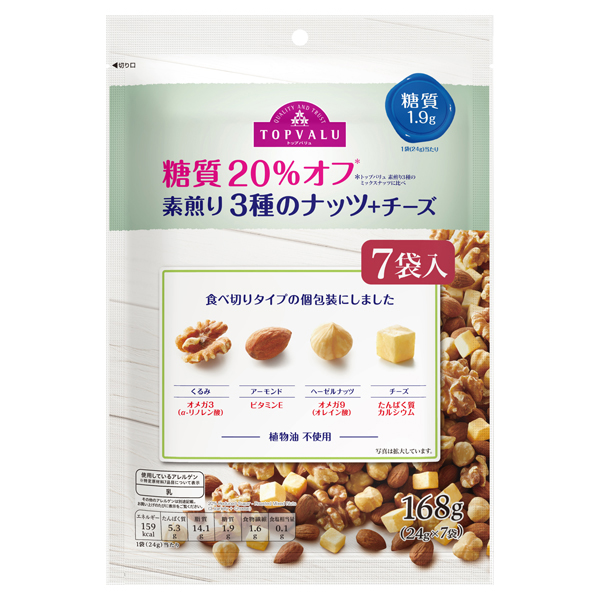 ◀切り口
QUALITY AND TRUST
TOPVALU
トップバリュ
糖質
1.9g
1袋(24g)当たり
糖質20%オフ*
*トップバリュ 素煎り3種の
ミックスナッツに比べ
素煎り3種のナッツ+チーズ
7袋入
食べ切りタイプの個包装にしました
くるみ
オメガ3
(α-リノレン酸)
アーモンド
ビタミンE
ヘーゼルナッツ
オメガ9
(オレイン酸)
チーズ
たんぱく質
カルシウム
植物油 不使用
写真は拡大しています。
使用しているアレルゲン
乳
エネルギー たんぱく質 脂質 糖質 食物繊維 食塩相当量
159kcal 5.3g 14.1g 1.9g 1.6g 0.1g
1袋(24g)当たり
168g
(24g×7袋)